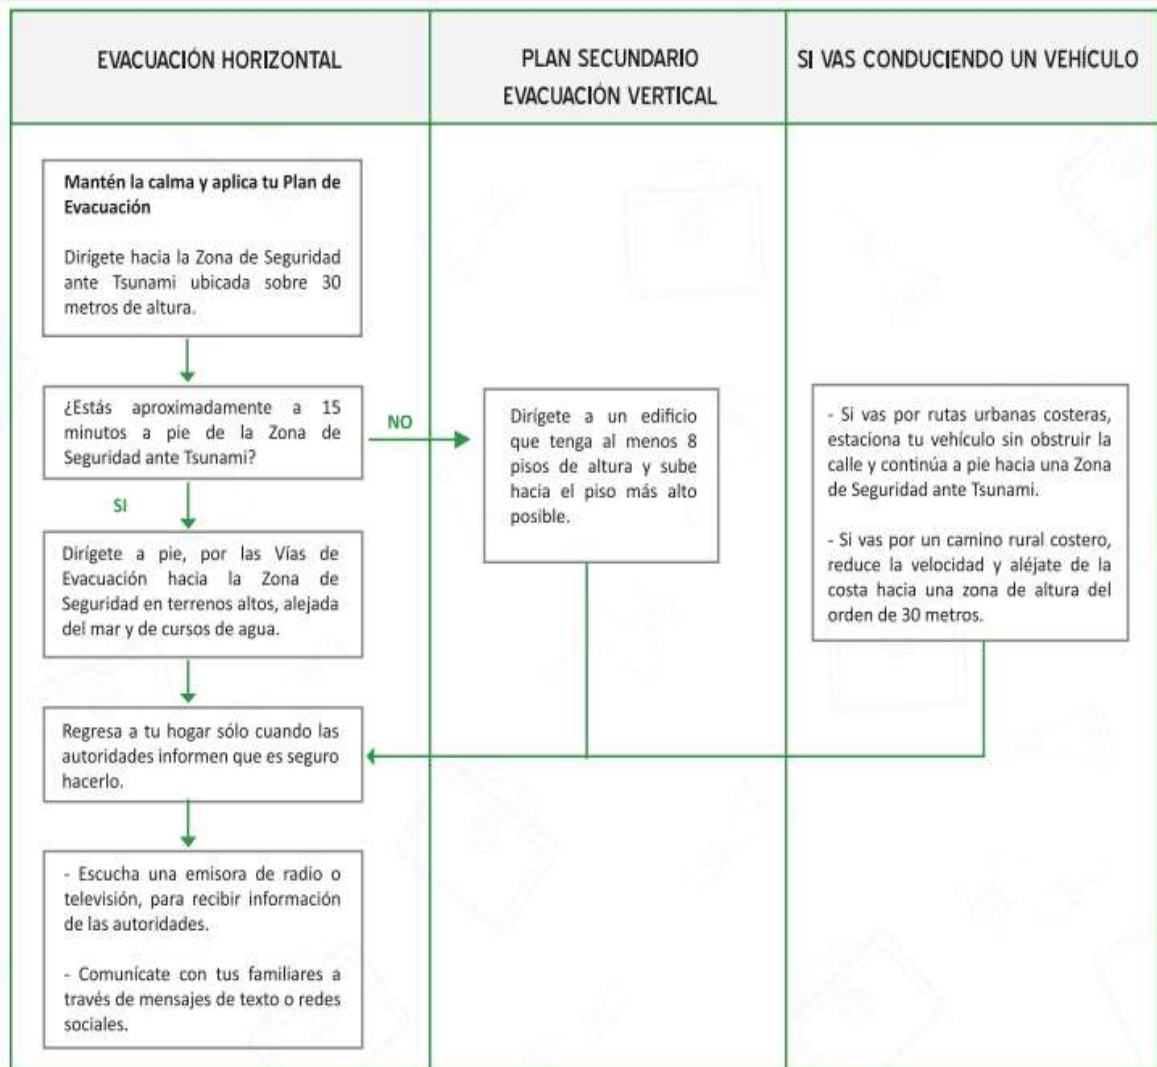 EVACUACIÓN HORIZONTAL
PLAN SECUNDARIO
EVACUACIÓN VERTICAL
SI VAS CONDUCIENDO UN VEHÍCULO
Mantén la calma y aplica tu Plan de
Evacuación
Dirígete hacia la Zona de Seguridad
ante Tsunami ubicada sobre 30
metros de altura.
¿Estás aproximadamente a 15
minutos a pie de la Zona de
Seguridad ante Tsunami?
NO
SI
Dirígete a pie, por las Vías de
Evacuación hacia la Zona de
Seguridad en terrenos altos, alejada
del mar y de cursos de agua.
Regresa a tu hogar sólo cuando las
autoridades informen que es seguro
hacerlo.
- Escucha una emisora de radio o
televisión, para recibir información
de las autoridades.
- Comunícate con tus familiares a
través de mensajes de texto o redes
sociales.
Dirígete a un edificio
que tenga al menos 8
pisos de altura y sube
hacia el piso más alto
posible.
- Si vas por rutas urbanas costeras,
estaciona tu vehículo sin obstruir la
calle y continúa a pie hacia una Zona
de Seguridad ante Tsunami.
- Si vas por un camino rural costero,
reduce la velocidad y aléjate de la
costa hacia una zona de altura del
orden de 30 metros.